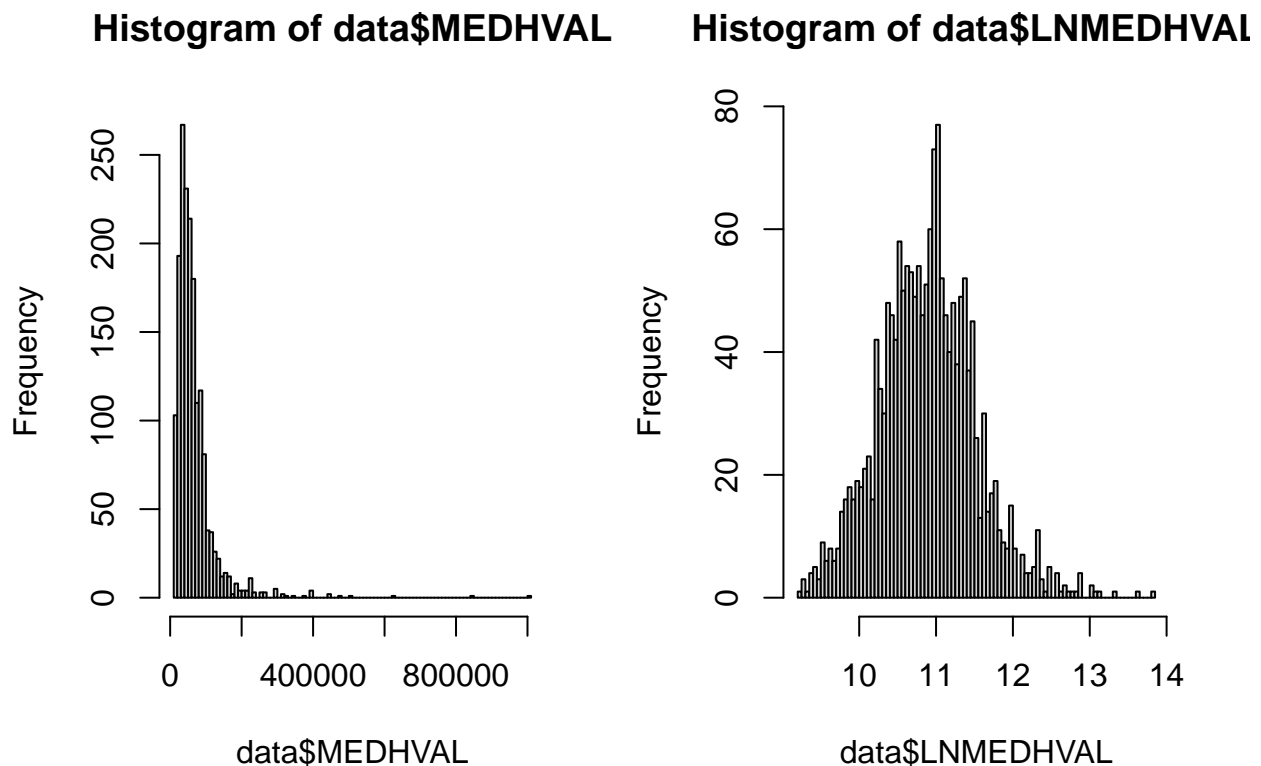 Histogram of data$MEDHVAL
Frequency
250
200
150
100
50
0
0 400000 800000
data$MEDHVAL
Histogram of data$LNMEDHVAL
Frequency
80
60
40
20
0
10 11 12 13 14
data$LNMEDHVAL